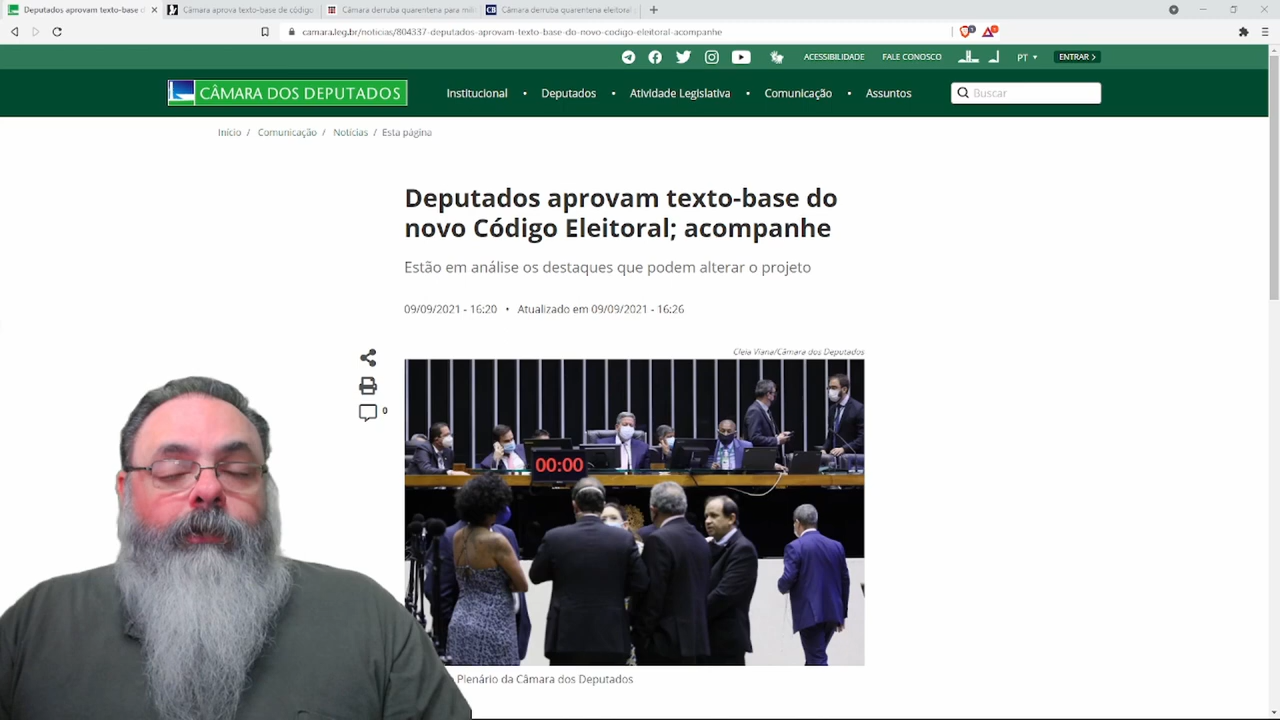 Deputados aprovam texto-base d
Câmara aprova texto-base de código
Câmara derruba quarentena para mili
Câmara derruba quarentena eleitoral
camara.leg.br/noticias/804337-deputados-aprovam-texto-base-do-novo-codigo-eleitoral-acompanhe
ACESSIBILIDADE
FALE CONOSCO
PT
ENTRAR
CÂMARA DOS DEPUTADOS
Institucional • Deputados • Atividade Legislativa • Comunicação • Assuntos
Buscar
Início / Comunicação / Notícias / Esta página
Deputados aprovam texto-base do
novo Código Eleitoral; acompanhe
Estão em análise os destaques que podem alterar o projeto
09/09/2021 - 16:20 • Atualizado em 09/09/2021 - 16:26
Cleia Viana/Câmara dos Deputados
0
00:00
Plenário da Câmara dos Deputados